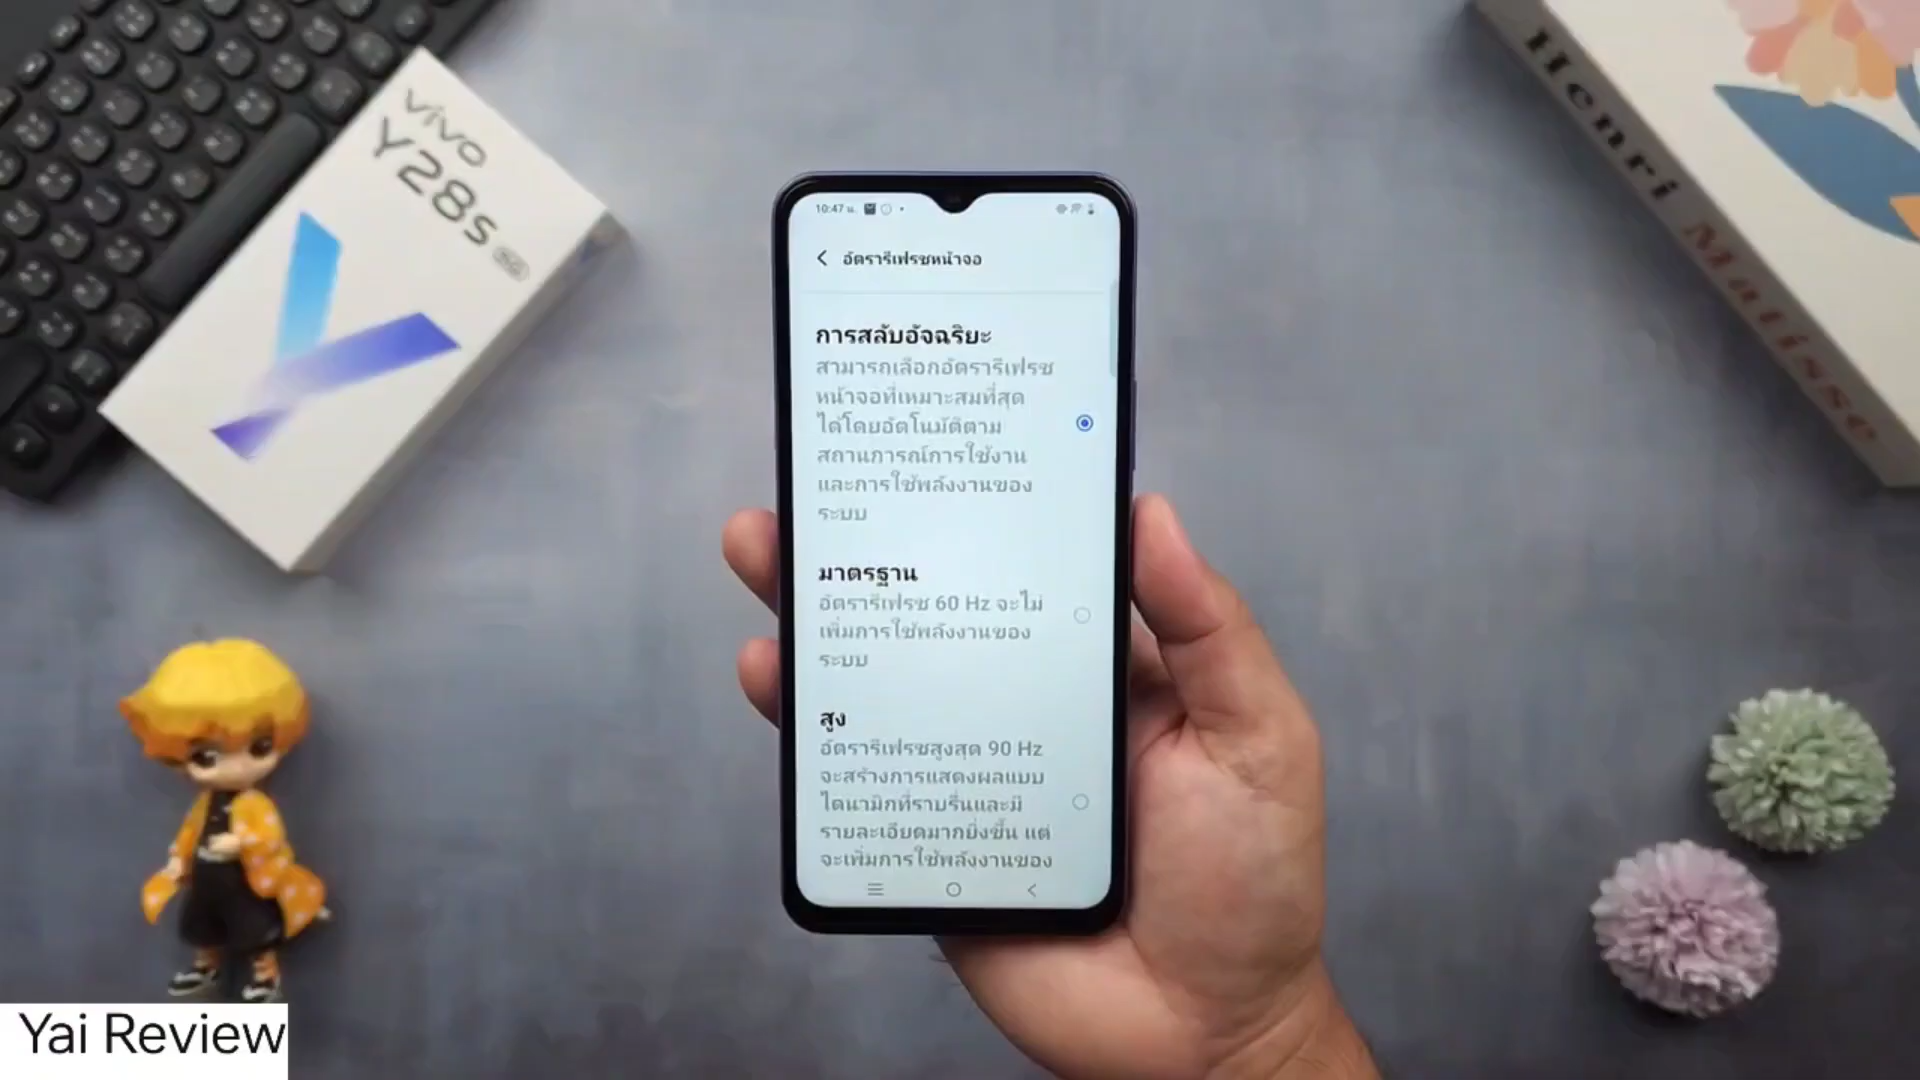 vivo
Y28s 5G
Henri Matisse
10:47 น.
อัตรารีเฟรชหน้าจอ
การสลับอัจฉริยะ
สามารถเลือกอัตรารีเฟรช
หน้าจอที่เหมาะสมที่สุด
ได้โดยอัตโนมัติตาม
สถานการณ์การใช้งาน
และการใช้พลังงานของ
ระบบ
มาตรฐาน
อัตรารีเฟรช 60 Hz จะไม่
เพิ่มการใช้พลังงานของ
ระบบ
สูง
อัตรารีเฟรชสูงสุด 90 Hz
จะสร้างการแสดงผลแบบ
ไดนามิกที่ราบรื่นและมี
รายละเอียดมากยิ่งขึ้น แต่
จะเพิ่มการใช้พลังงานของ
Yai Review